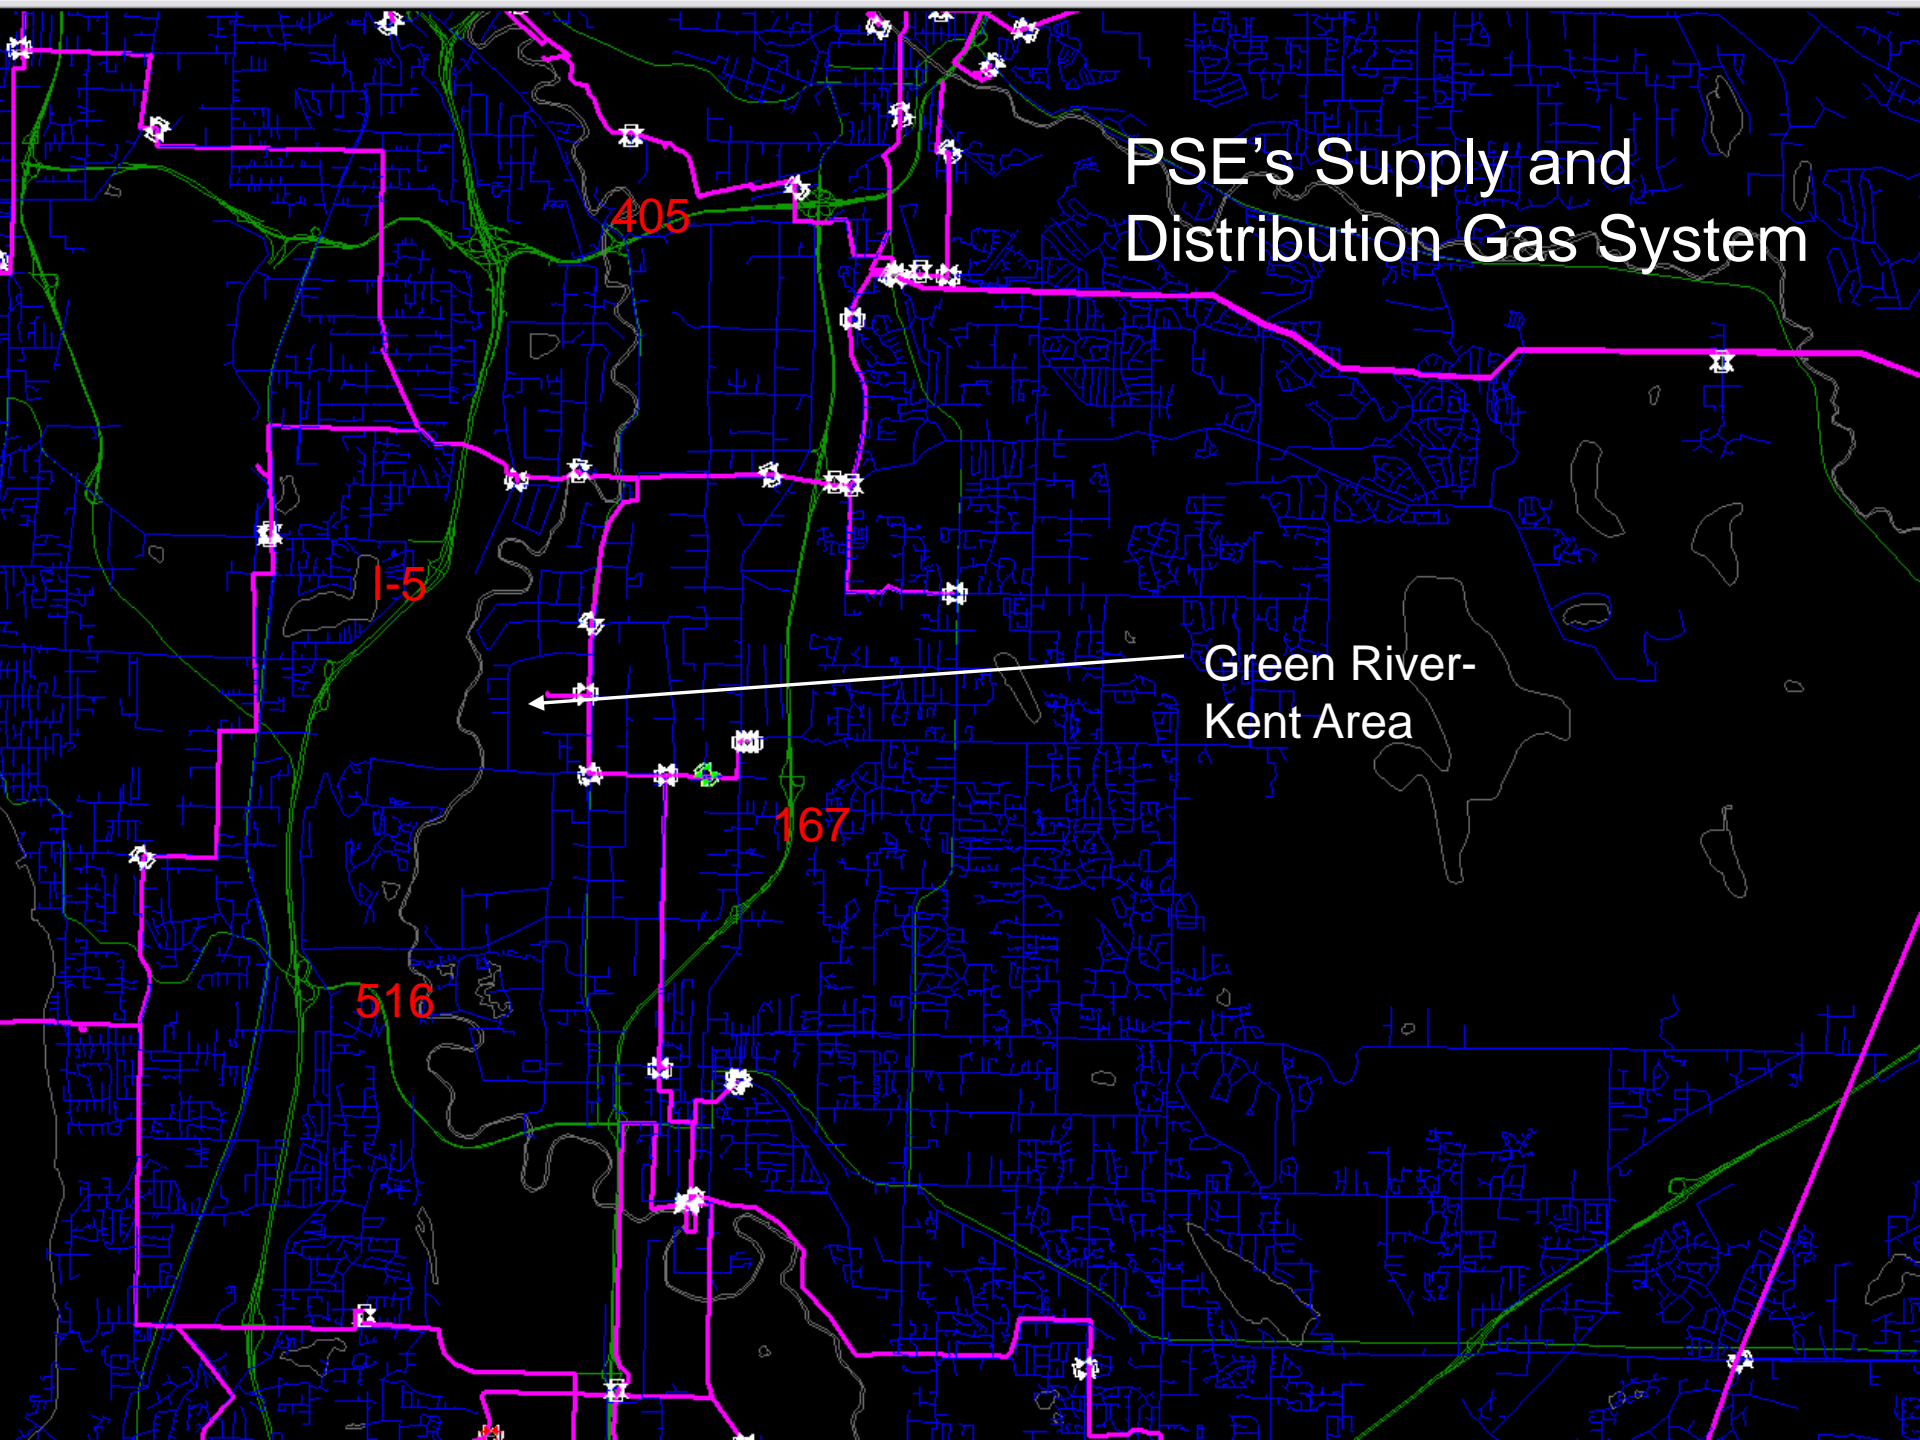 PSE’s Supply and
Distribution Gas System
405
I-5
Green River-
Kent Area
167
516